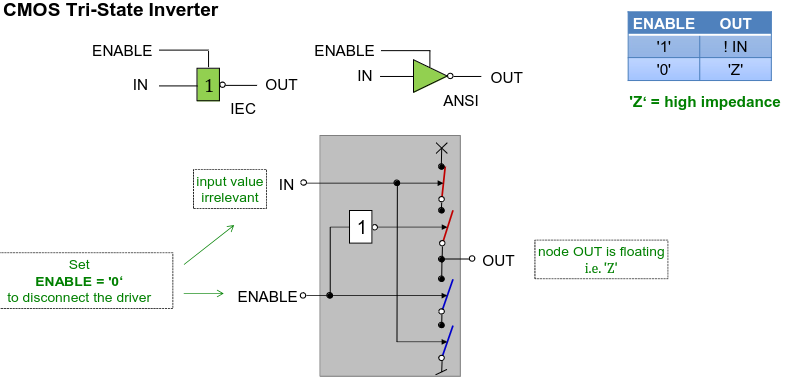 CMOS Tri-State Inverter
ENABLE
IN
1
OUT
IEC
ENABLE
IN
OUT
ANSI
ENABLE OUT
'1' ! IN
'0' 'Z'
'Z‘ = high impedance
input value
irrelevant
IN
1
Set
ENABLE = '0‘
to disconnect the driver
ENABLE
OUT
node OUT is floating
i.e. 'Z'